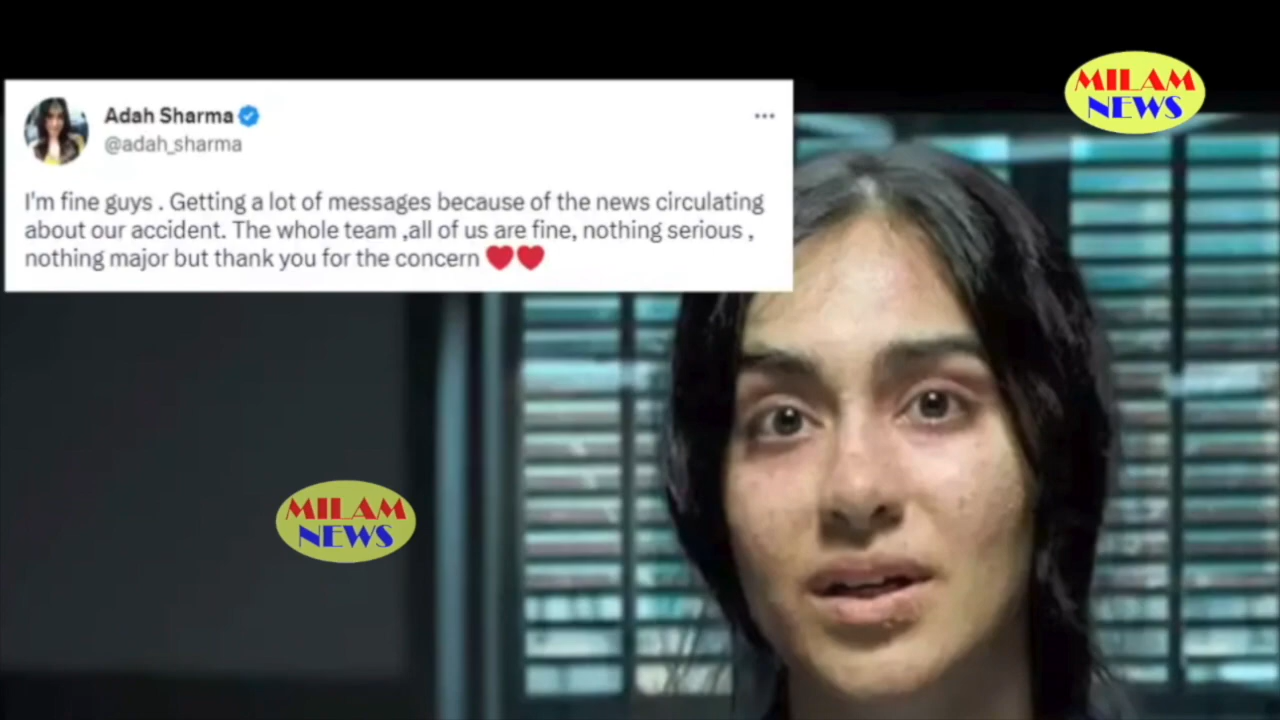 MILAM
NEWS
Adah Sharma
@adah_sharma
I'm fine guys . Getting a lot of messages because of the news circulating
about our accident. The whole team ,all of us are fine, nothing serious ,
nothing major but thank you for the concern ❤️❤️
MILAM
NEWS